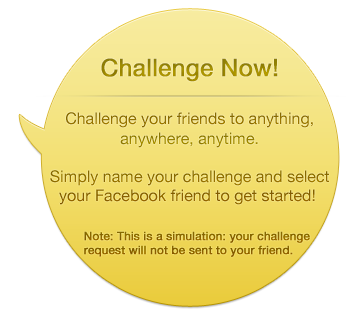 Challenge Now!
Challenge your friends to anything,
anywhere, anytime.
Simply name your challenge and select
your Facebook friend to get started!
Note: This is a simulation: your challenge
request will not be sent to your friend.